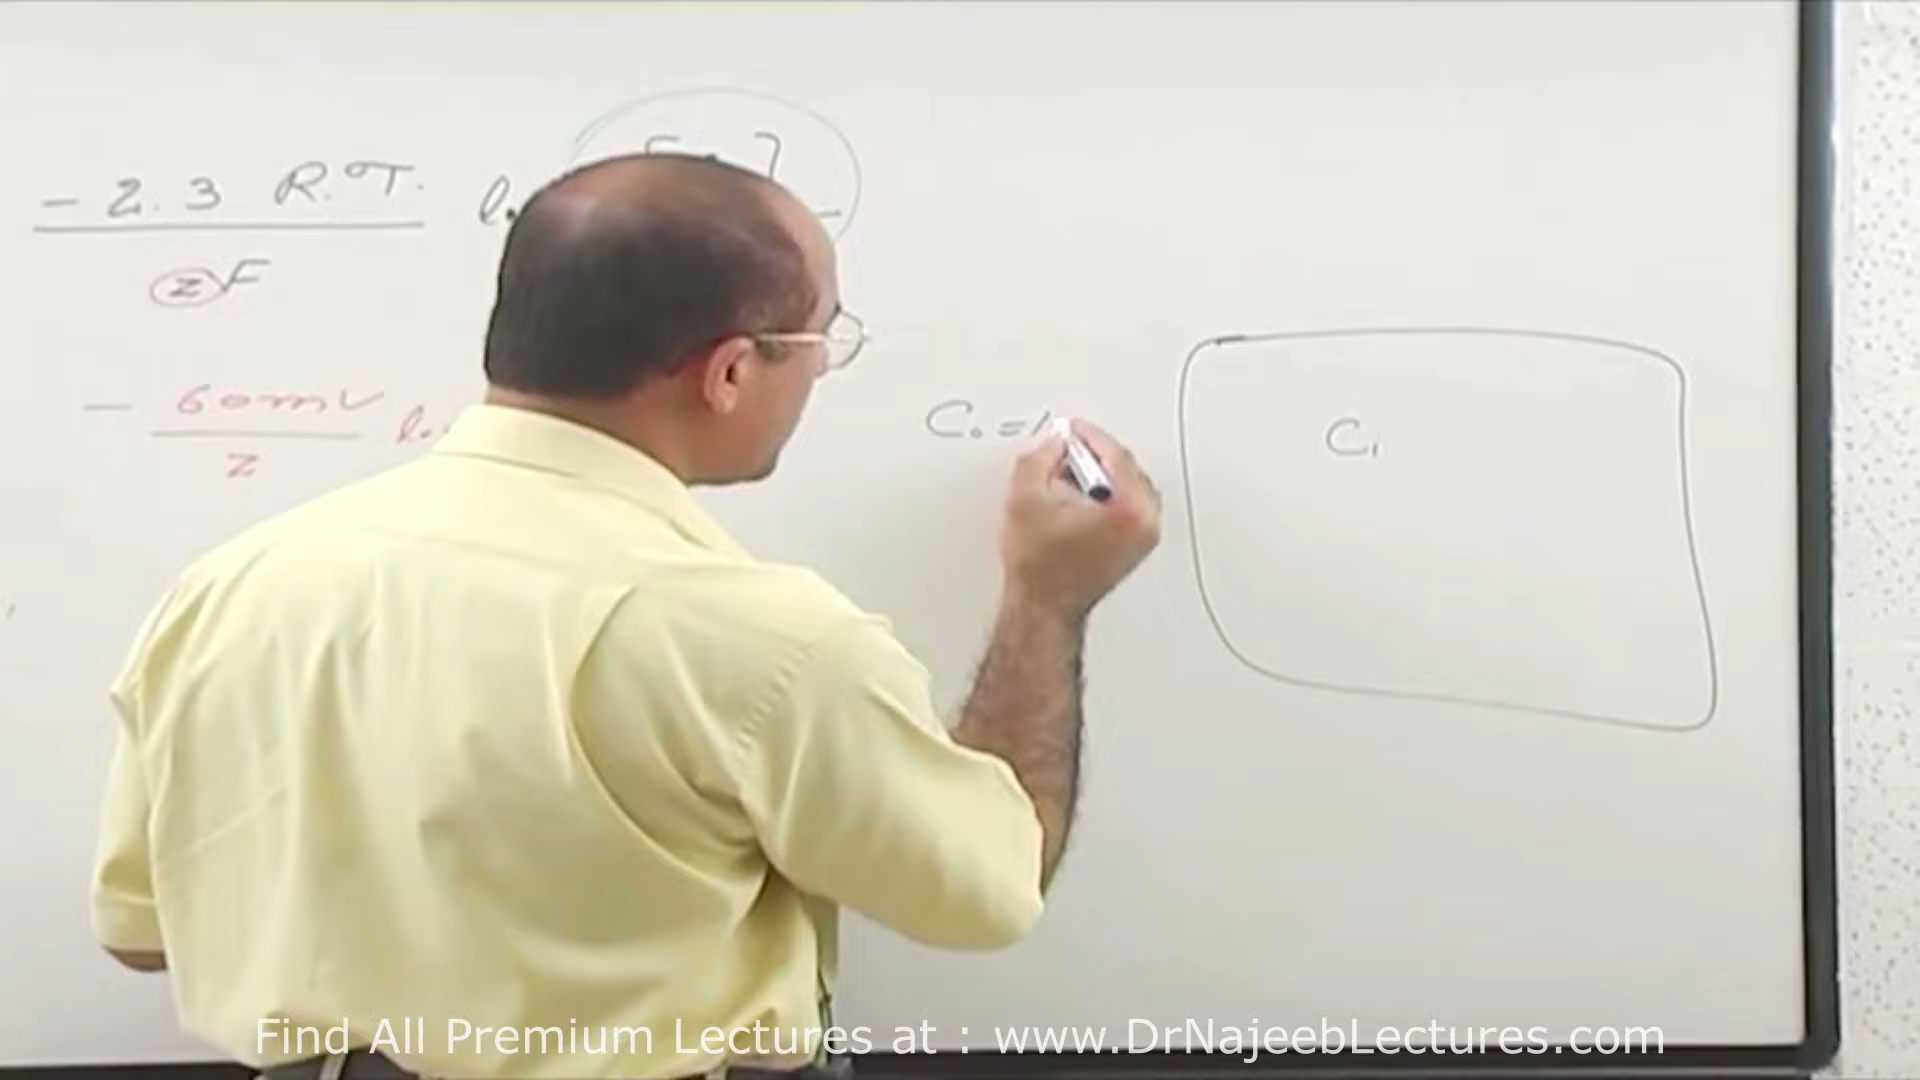 - 2.3 R.T.
zF
- 60mV
z
C₀ =
C₁
Find All Premium Lectures at : www.DrNajeebLectures.com